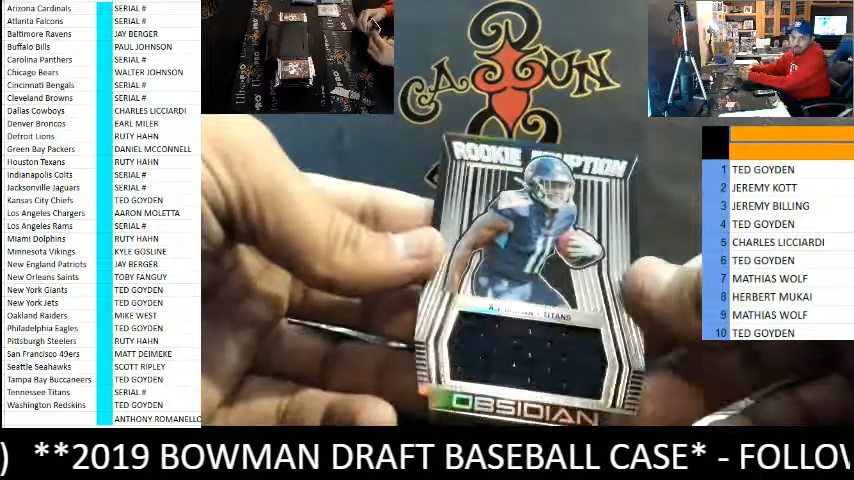 Arizona Cardinals SERIAL #
Atlanta Falcons SERIAL #
Baltimore Ravens JAY BERGER
Buffalo Bills PAUL JOHNSON
Carolina Panthers SERIAL #
Chicago Bears WALTER JOHNSON
Cincinnati Bengals SERIAL #
Cleveland Browns SERIAL #
Dallas Cowboys CHARLES LICCIARDI
Denver Broncos EARL MILER
Detroit Lions RUTY HAHN
Green Bay Packers DANIEL MCCONNELL
Houston Texans RUTY HAHN
Indianapolis Colts SERIAL #
Jacksonville Jaguars SERIAL #
Kansas City Chiefs TED GOYDEN
Los Angeles Chargers AARON MOLETTA
Los Angeles Rams SERIAL #
Miami Dolphins RUTY HAHN
Minnesota Vikings KYLE GOSLINE
New England Patriots JAY BERGER
New Orleans Saints TOBY FANGUY
New York Giants TED GOYDEN
New York Jets TED GOYDEN
Oakland Raiders MIKE WEST
Philadelphia Eagles TED GOYDEN
Pittsburgh Steelers RUTY HAHN
San Francisco 49ers MATT DEIMEKE
Seattle Seahawks SCOTT RIPLEY
Tampa Bay Buccaneers TED GOYDEN
Tennessee Titans SERIAL #
Washington Redskins TED GOYDEN
ANTHONY ROMANELLO
CAJUN
ROOKIE ERUPTION
TITANS
OBSIDIAN
1 TED GOYDEN
2 JEREMY KOTT
3 JEREMY BILLING
4 TED GOYDEN
5 CHARLES LICCIARDI
6 TED GOYDEN
7 MATHIAS WOLF
8 HERBERT MUKAI
9 MATHIAS WOLF
10 TED GOYDEN
) **2019 BOWMAN DRAFT BASEBALL CASE* - FOLLOW